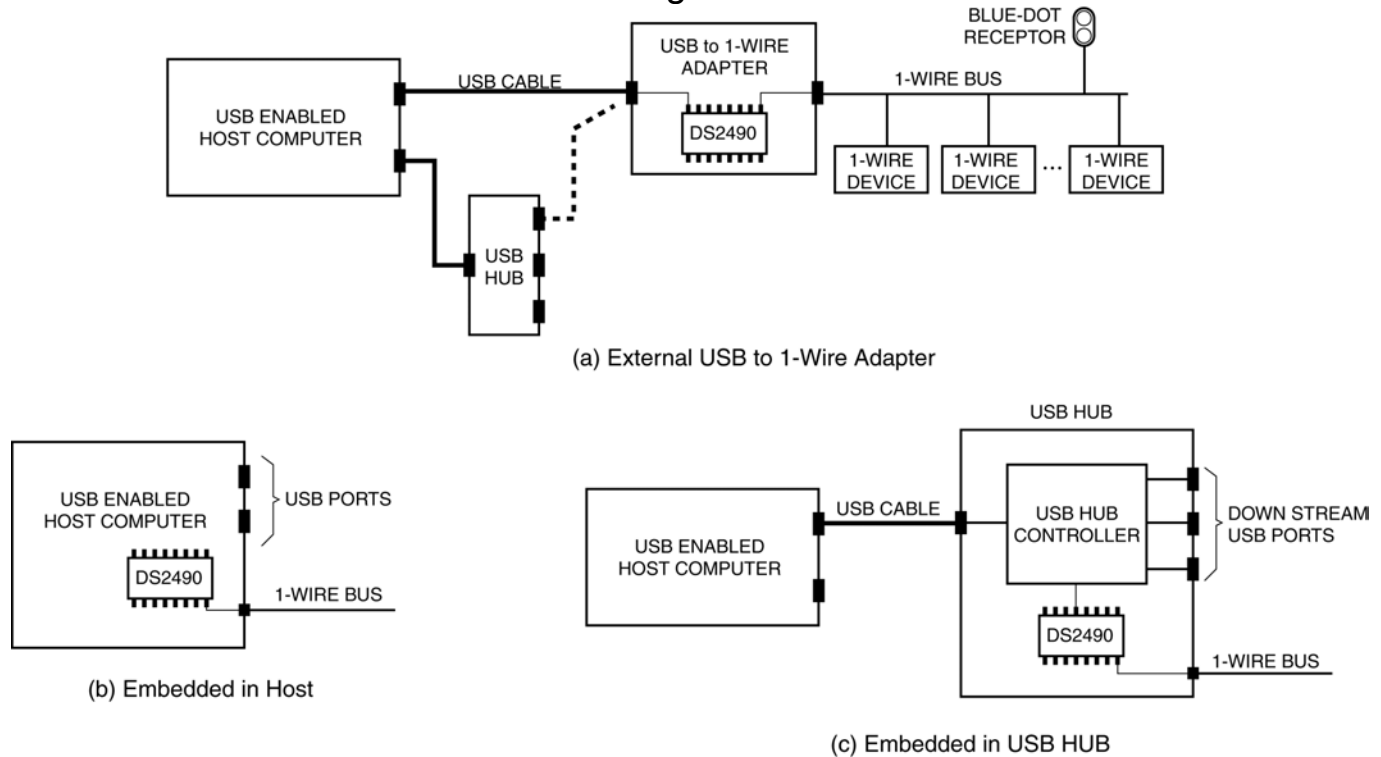 BLUE-DOT
RECEPTOR
USB to 1-WIRE
ADAPTER
USB CABLE
1-WIRE BUS
USB ENABLED
HOST COMPUTER
DS2490
1-WIRE
DEVICE
1-WIRE
DEVICE
...
1-WIRE
DEVICE
USB
HUB
(a) External USB to 1-Wire Adapter
USB ENABLED
HOST COMPUTER
USB PORTS
DS2490
1-WIRE BUS
(b) Embedded in Host
USB HUB
USB CABLE
USB ENABLED
HOST COMPUTER
USB HUB
CONTROLLER
DOWN STREAM
USB PORTS
DS2490
1-WIRE BUS
(c) Embedded in USB HUB